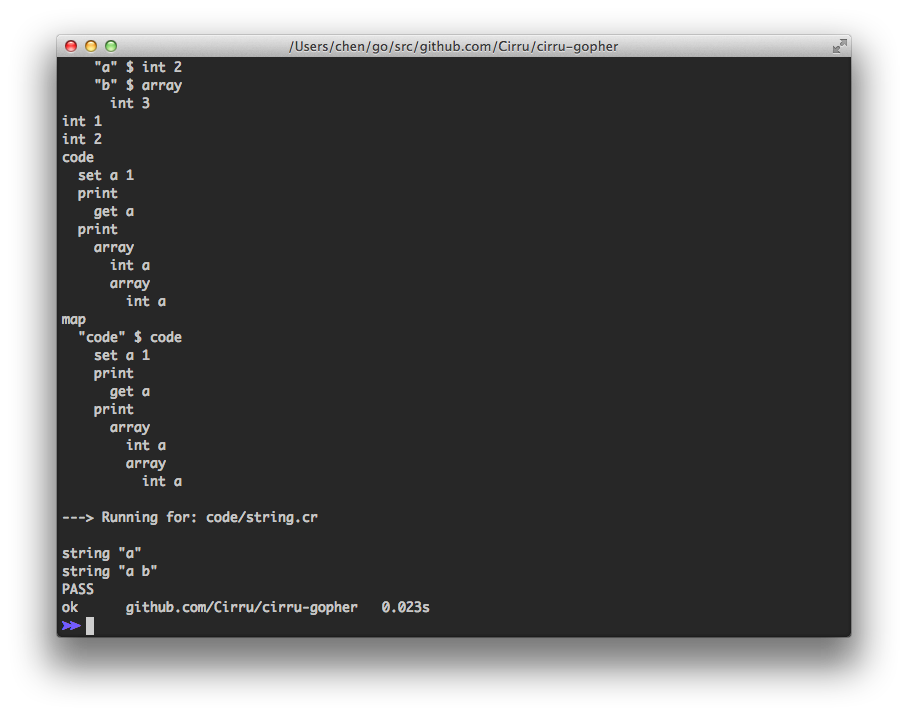 /Users/chen/go/src/github.com/Cirru/cirru-gopher
    "a" $ int 2
    "b" $ array
      int 3
int 1
int 2
code
  set a 1
  print
    get a
  print
    array
      int a
      array
        int a
map
  "code" $ code
    set a 1
    print
      get a
    print
      array
        int a
        array
          int a
---> Running for: code/string.cr
string "a"
string "a b"
PASS
ok      github.com/Cirru/cirru-gopher   0.023s